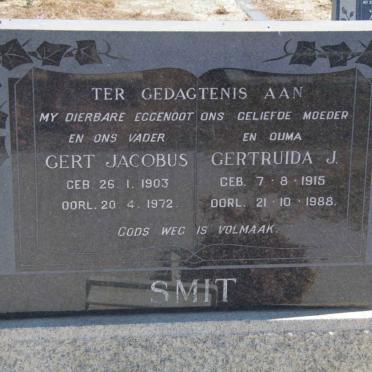 TER GEDAGTENIS AAN
MY DIERBARE EGGENOOT
EN ONS VADER
GERT JACOBUS
GEB. 26. 1. 1903
OORL. 20. 4. 1972.
ONS GELIEFDE MOEDER
EN OUMA
GERTRUIDA J.
GEB. 7 - 8 - 1915
OORL. 21 - 10 - 1988.
GODS WEG IS VOLMAAK.
SMIT